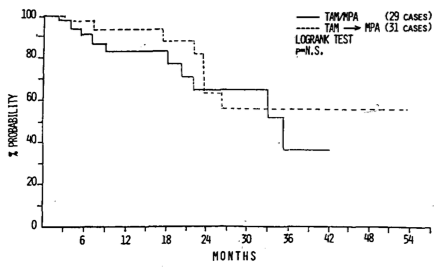 TAM/MPA (29 CASES)
TAM → MPA (31 CASES)
LOGRANK TEST
P=N.S.
100
80
60
40
20
0
% PROBABILITY
6 12 18 24 30 36 42 48 54
MONTHS